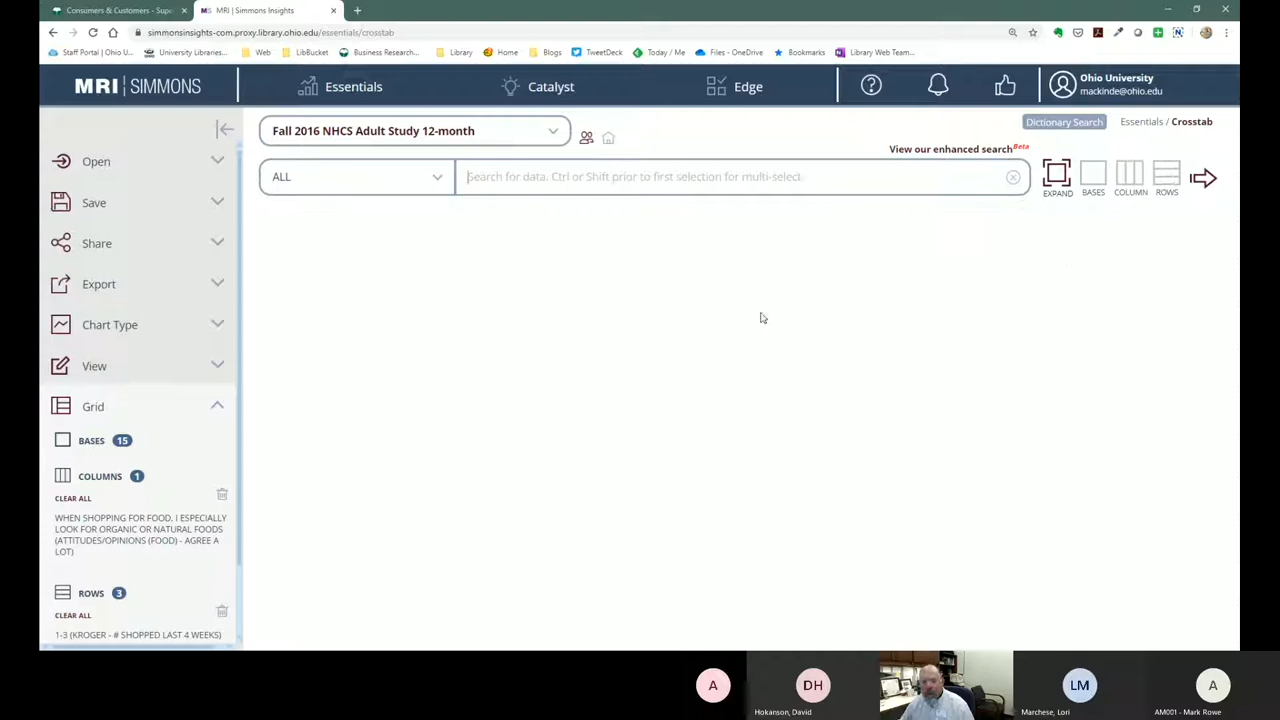 Consumers & Customers - Supe
MRI | Simmons Insights
simmonsinsights-com.proxy.library.ohio.edu/essentials/crosstab
Staff Portal | Ohio U...
University Libraries...
Web
LibBucket
Business Research...
Library
Home
Blogs
TweetDeck
Today / Me
Files - OneDrive
Bookmarks
Library Web Team...
MRI | SIMMONS
Essentials
Catalyst
Edge
Ohio University
mackinde@ohio.edu
Fall 2016 NHCS Adult Study 12-month
Dictionary Search
Essentials / Crosstab
View our enhanced search Beta
ALL
Search for data. Ctrl or Shift prior to first selection for multi-select
EXPAND
BASES
COLUMN
ROWS
Open
Save
Share
Export
Chart Type
View
Grid
BASES 15
COLUMNS 1
CLEAR ALL
WHEN SHOPPING FOR FOOD. I ESPECIALLY
LOOK FOR ORGANIC OR NATURAL FOODS
(ATTITUDES/OPINIONS (FOOD) - AGREE A
LOT)
ROWS 3
CLEAR ALL
1-3 (KROGER - # SHOPPED LAST 4 WEEKS)
A
DH
Hokanson, David
LM
Marchese, Lori
A
AM001 - Mark Rowe